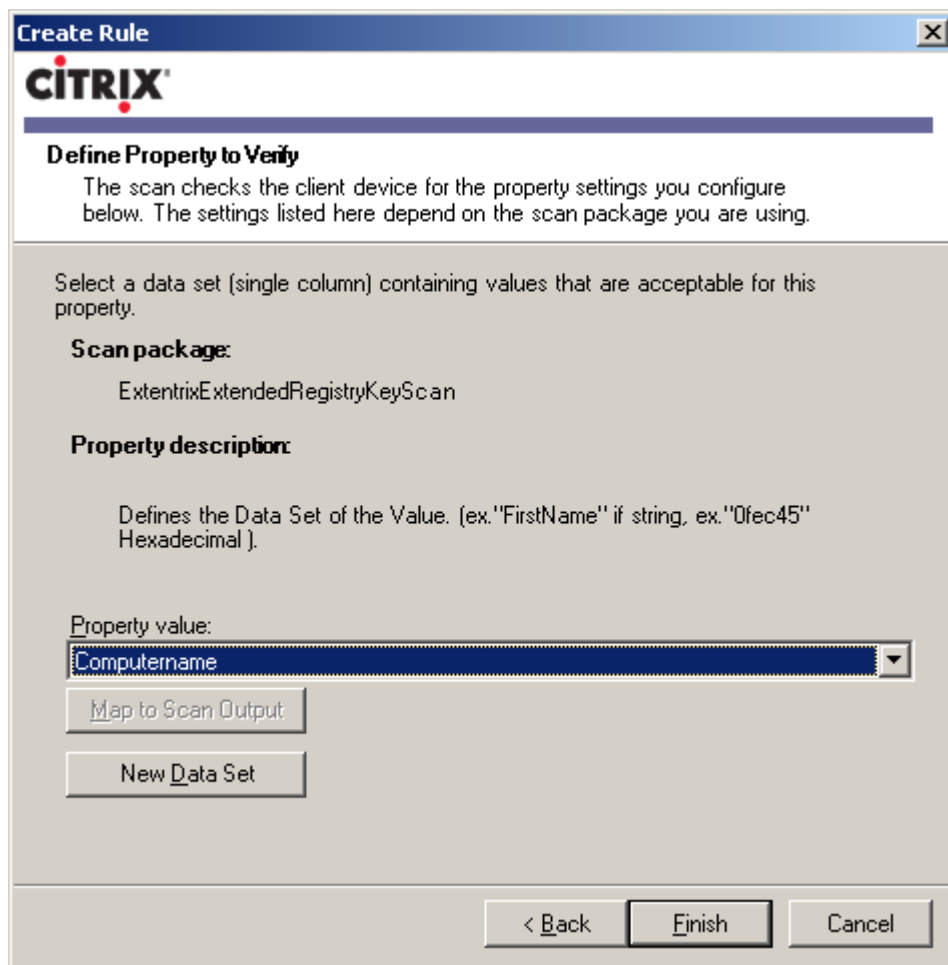 Create Rule
CITRIX®
Define Property to Verify
The scan checks the client device for the property settings you configure
below. The settings listed here depend on the scan package you are using.
Select a data set (single column) containing values that are acceptable for this
property.
Scan package:
ExtentrixExtendedRegistryKeyScan
Property description:
Defines the Data Set of the Value. (ex."FirstName" if string, ex."0fec45"
Hexadecimal ).
Property value:
Computername
Map to Scan Output
New Data Set
< Back Finish Cancel